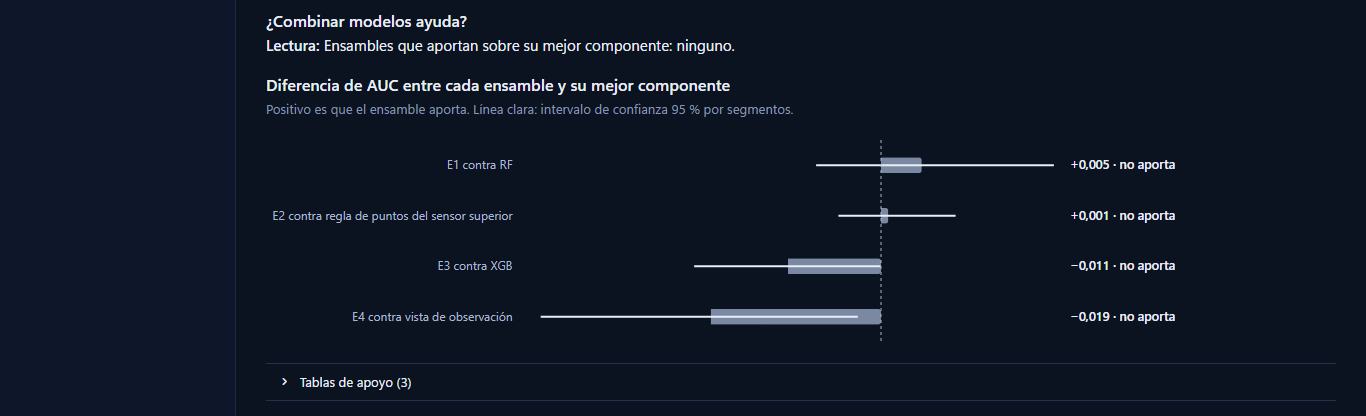 ¿Combinar modelos ayuda?
Lectura: Ensambles que aportan sobre su mejor componente: ninguno.
Diferencia de AUC entre cada ensamble y su mejor componente
Positivo es que el ensamble aporta. Línea clara: intervalo de confianza 95 % por segmentos.
E1 contra RF +0,005 · no aporta
E2 contra regla de puntos del sensor superior +0,001 · no aporta
E3 contra XGB −0,011 · no aporta
E4 contra vista de observación −0,019 · no aporta
Tablas de apoyo (3)